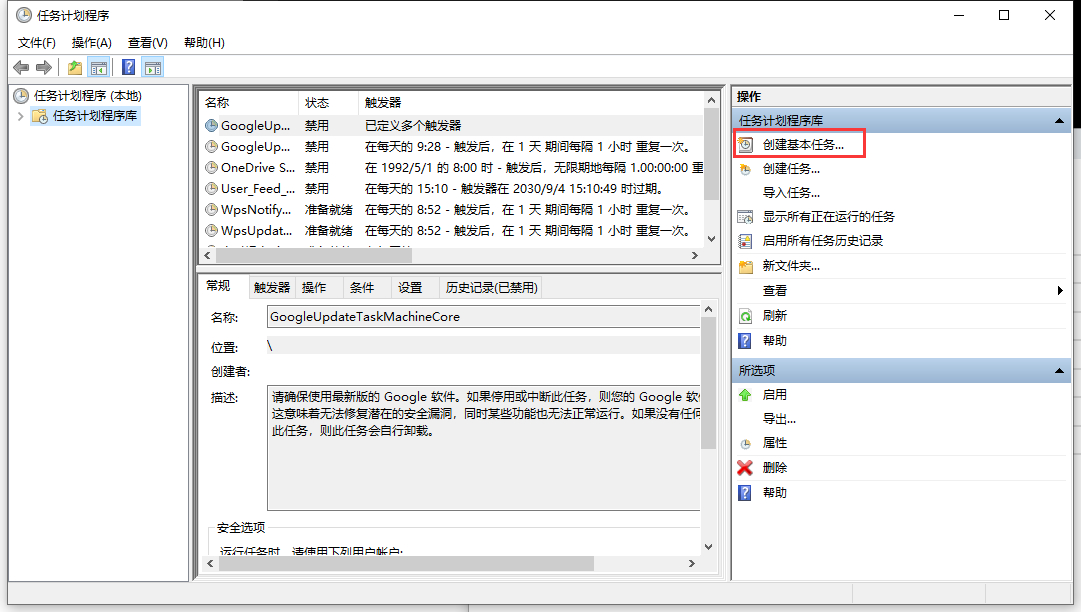 任务计划程序
文件(F) 操作(A) 查看(V) 帮助(H)
任务计划程序 (本地)
任务计划程序库
名称 状态 触发器
GoogleUp... 禁用 已定义多个触发器
GoogleUp... 禁用 在每天的 9:28 - 触发后，在 1 天 期间每隔 1 小时 重复一次。
OneDrive S... 禁用 在 1992/5/1 的 8:00 时 - 触发后，无限期地每隔 1.00:00:00 重
User_Feed_... 禁用 在每天的 15:10 - 触发器在 2030/9/4 15:10:49 时过期。
WpsNotify... 准备就绪 在每天的 8:52 - 触发后，在 1 天 期间每隔 1 小时 重复一次。
WpsUpdat... 准备就绪 在每天的 8:52 - 触发后，在 1 天 期间每隔 1 小时 重复一次。
常规 触发器 操作 条件 设置 历史记录(已禁用)
名称: GoogleUpdateTaskMachineCore
位置: \
创建者:
描述: 请确保使用最新版的 Google 软件。如果停用或中断此任务，则您的 Google 软
这意味着无法修复潜在的安全漏洞，同时某些功能也无法正常运行。如果没有任何
此任务，则此任务会自行卸载。
安全选项
运行任务时，请使用下列用户帐户:
操作
任务计划程序库
创建基本任务...
创建任务...
导入任务...
显示所有正在运行的任务
启用所有任务历史记录
新文件夹...
查看
刷新
帮助
所选项
启用
导出...
属性
删除
帮助